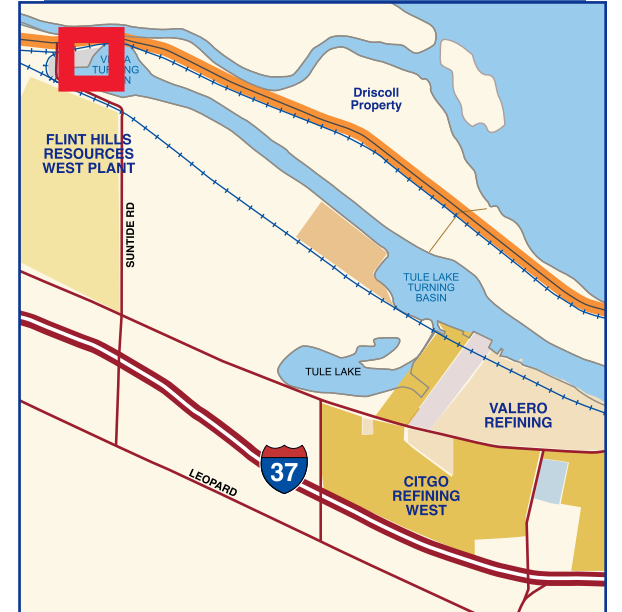 Driscoll
Property
TURNING
FLINT HILLS
RESOURCES
WEST PLANT
SUNTIDE RD
TULE LAKE
TURNING
BASIN
TULE LAKE
VALERO
REFINING
37
LEOPARD
CITGO
REFINING
WEST